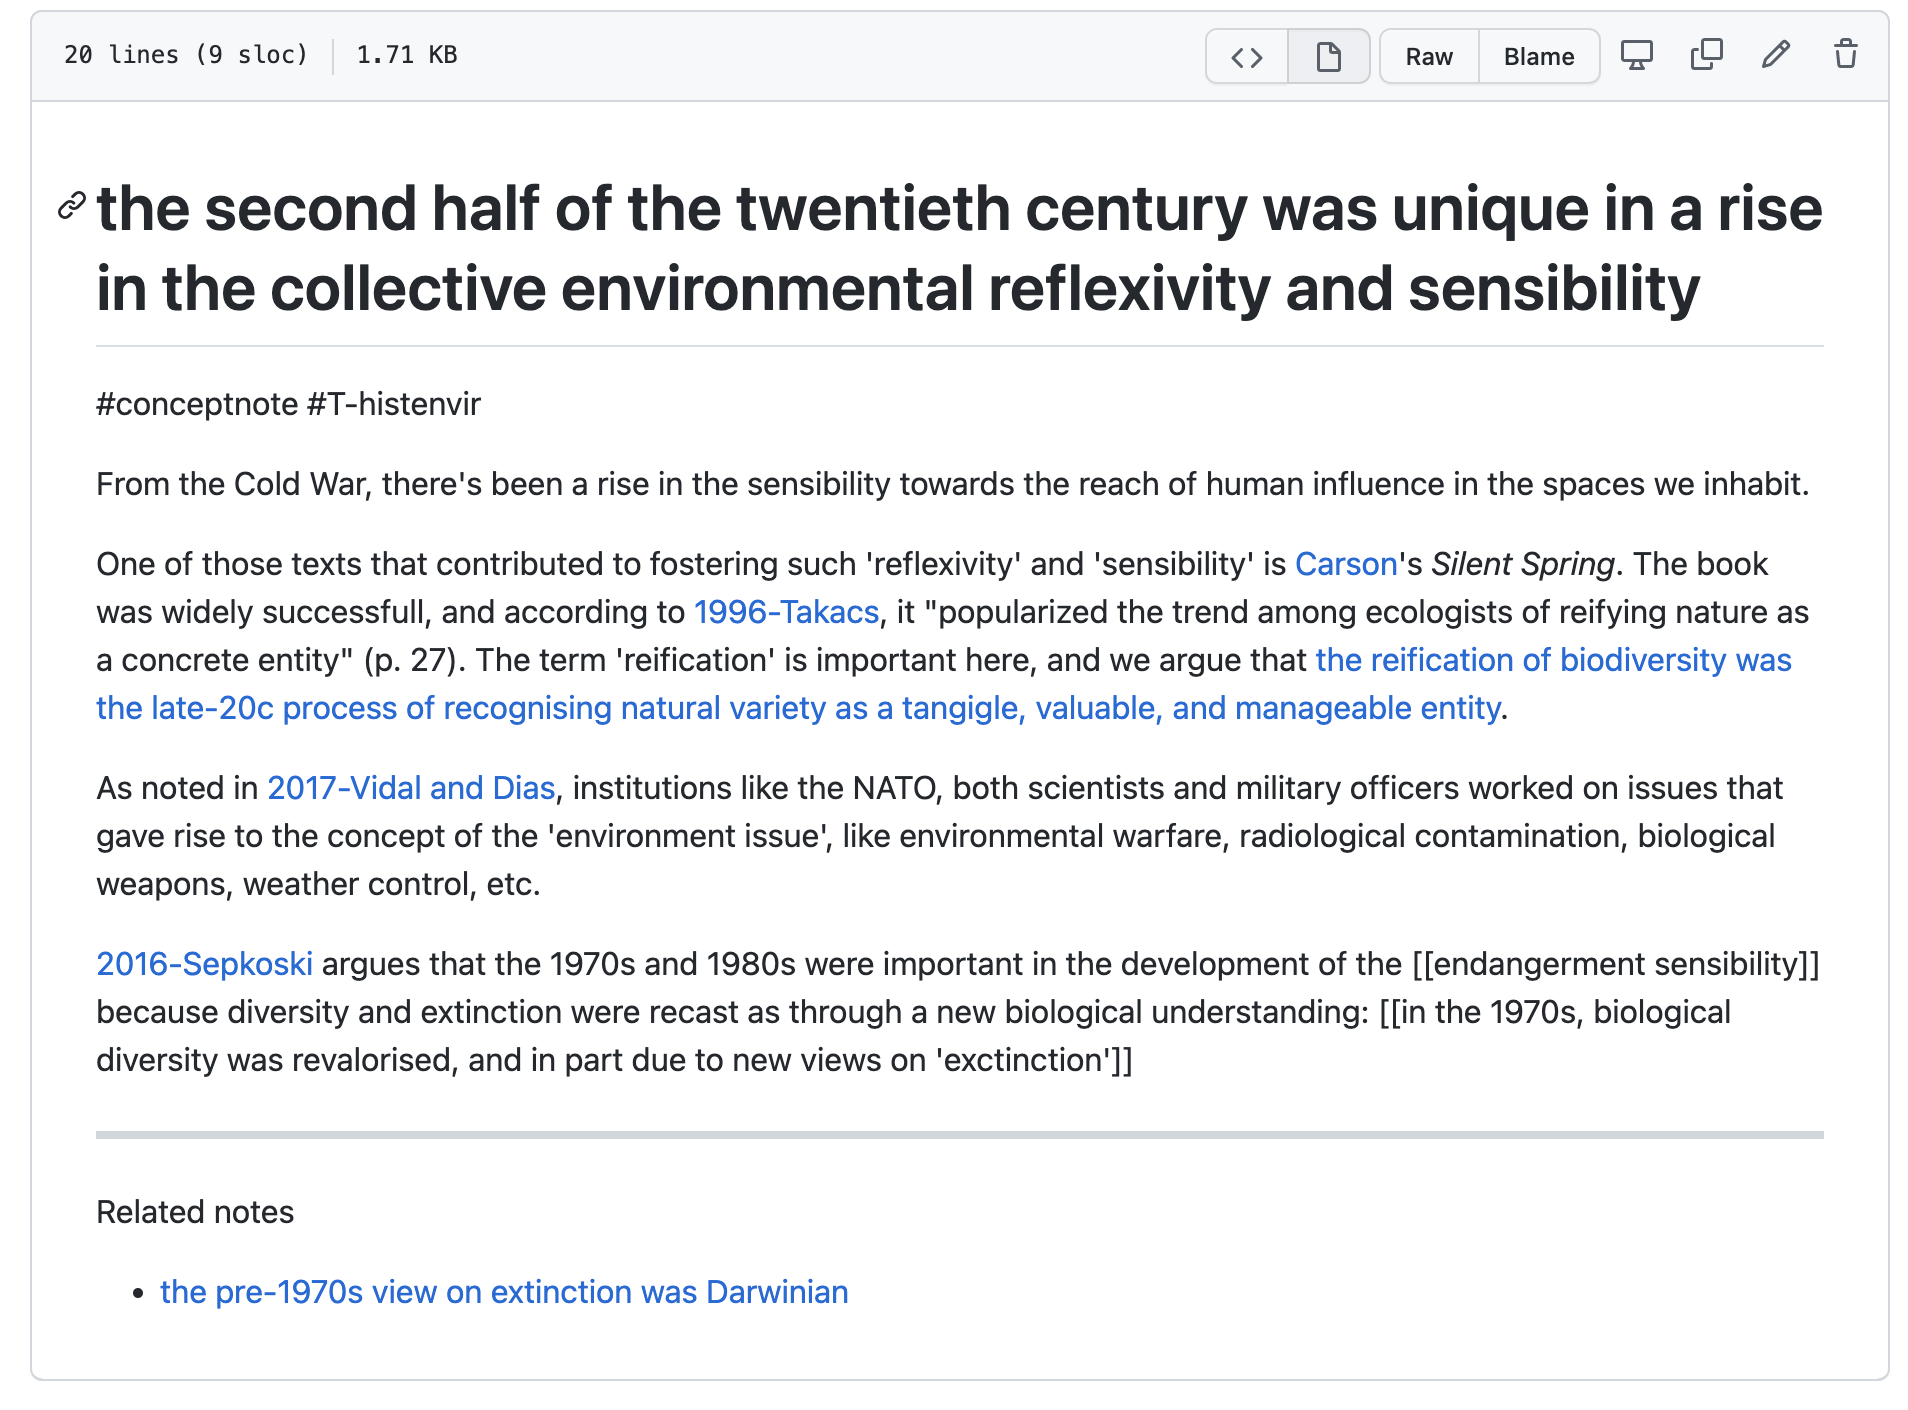 20 lines (9 sloc) 1.71 KB
Raw Blame
the second half of the twentieth century was unique in a rise
in the collective environmental reflexivity and sensibility
#conceptnote #T-histenvir
From the Cold War, there's been a rise in the sensibility towards the reach of human influence in the spaces we inhabit.
One of those texts that contributed to fostering such 'reflexivity' and 'sensibility' is Carson's Silent Spring. The book
was widely successfull, and according to 1996-Takacs, it "popularized the trend among ecologists of reifying nature as
a concrete entity" (p. 27). The term 'reification' is important here, and we argue that the reification of biodiversity was
the late-20c process of recognising natural variety as a tangigle, valuable, and manageable entity.
As noted in 2017-Vidal and Dias, institutions like the NATO, both scientists and military officers worked on issues that
gave rise to the concept of the 'environment issue', like environmental warfare, radiological contamination, biological
weapons, weather control, etc.
2016-Sepkoski argues that the 1970s and 1980s were important in the development of the [[endangerment sensibility]]
because diversity and extinction were recast as through a new biological understanding: [[in the 1970s, biological
diversity was revalorised, and in part due to new views on 'exctinction']]
Related notes
• the pre-1970s view on extinction was Darwinian